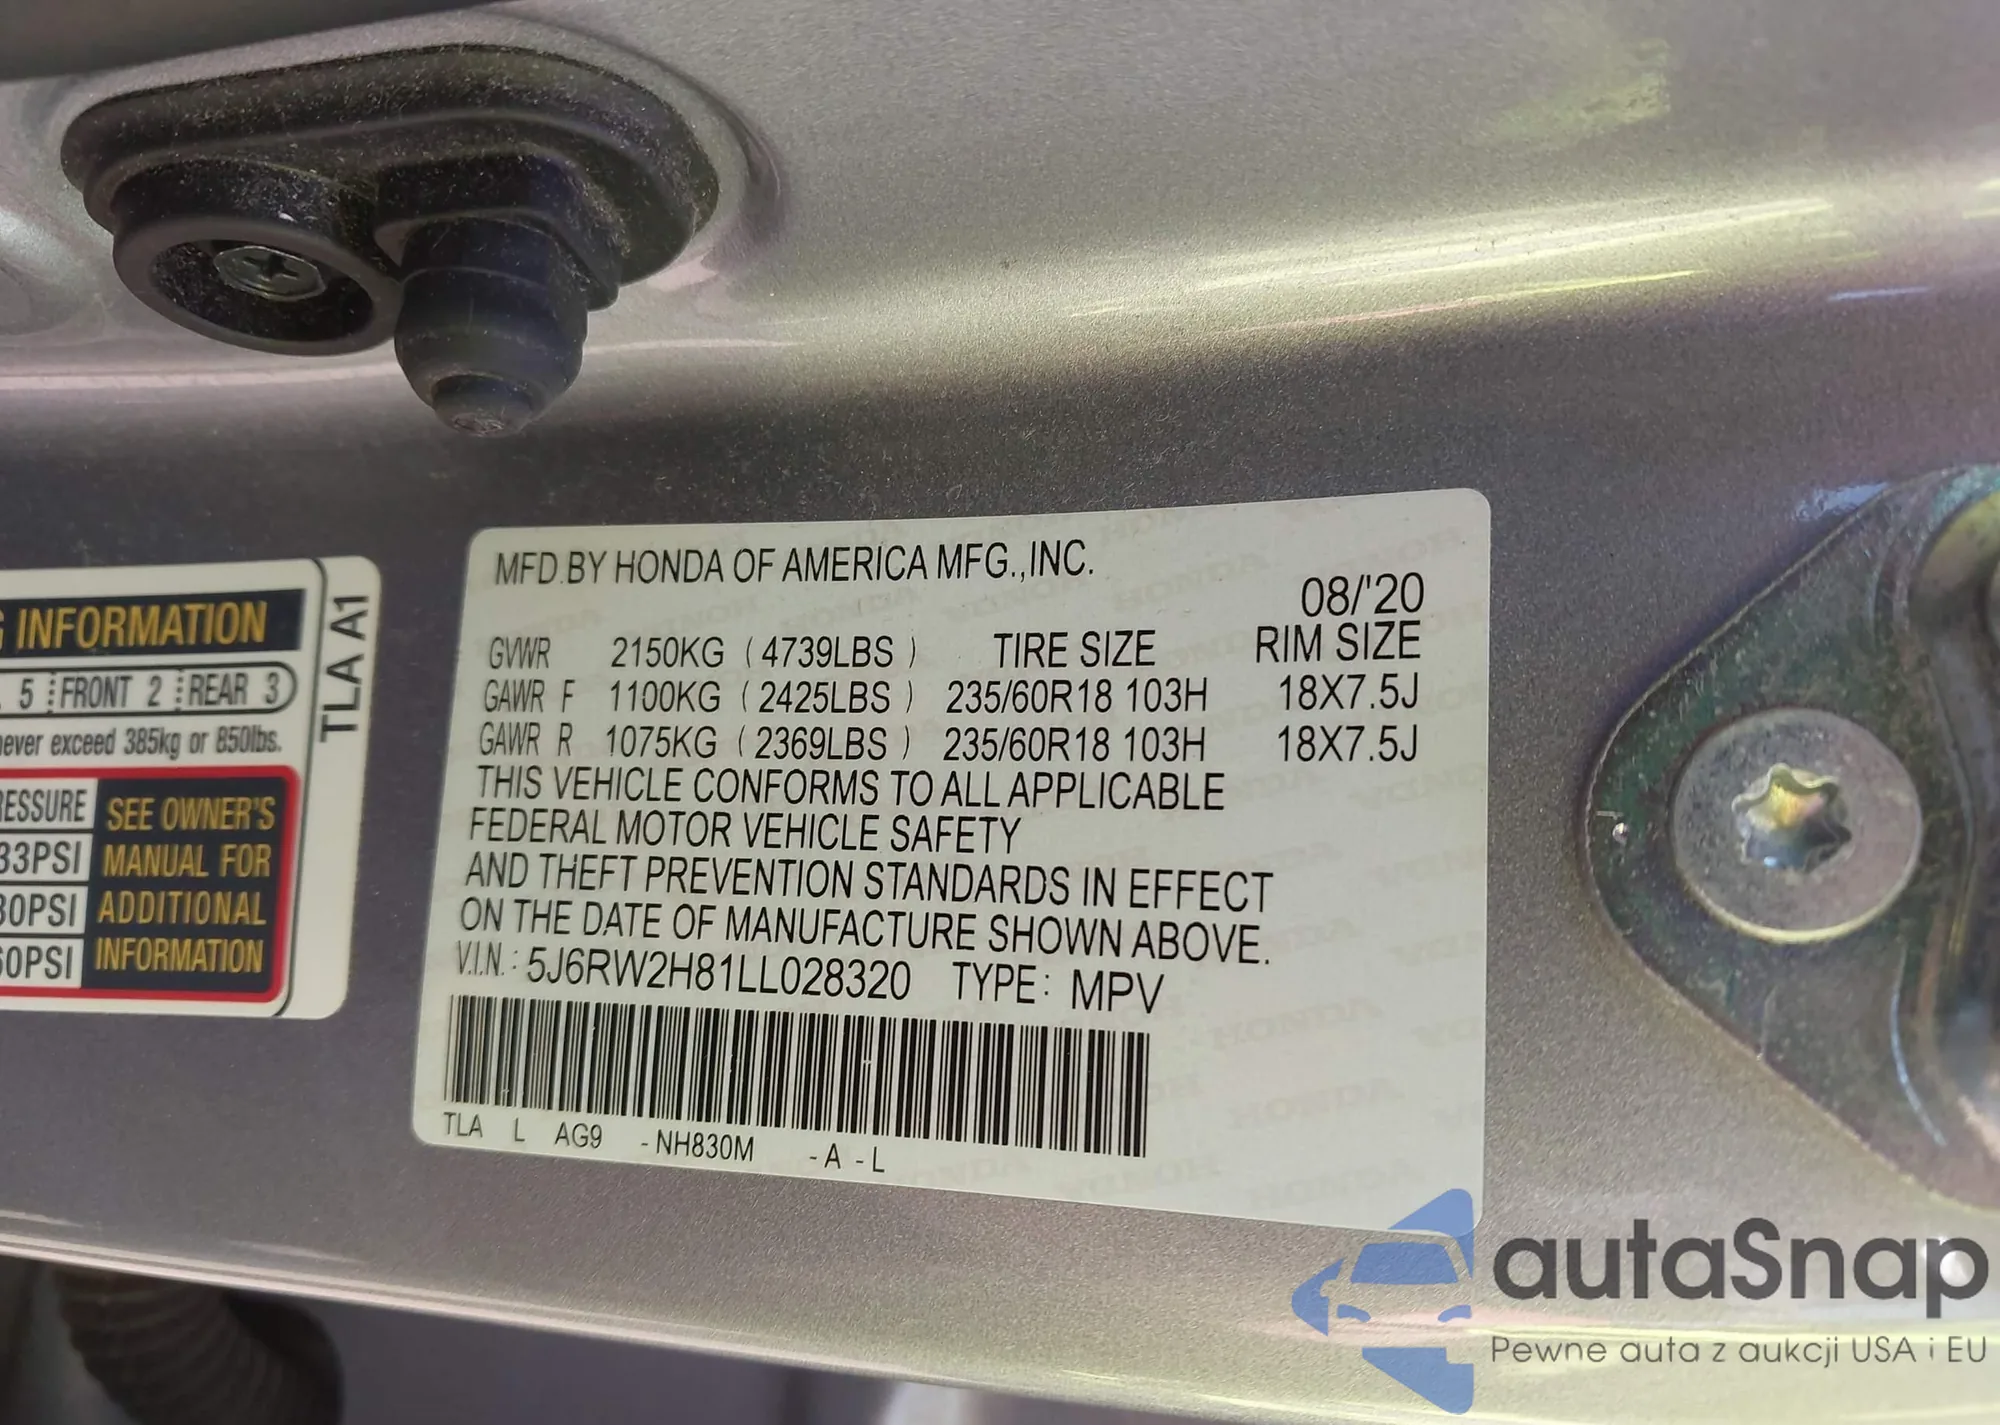 G INFORMATION
5 FRONT 2 REAR 3
never exceed 385kg or 850lbs.
RESSURE
33PSI
30PSI
60PSI
SEE OWNER'S
MANUAL FOR
ADDITIONAL
INFORMATION
TLA A1
MFD.BY HONDA OF AMERICA MFG.,INC.
08/'20
GVWR 2150KG (4739LBS) TIRE SIZE RIM SIZE
GAWR F 1100KG (2425LBS) 235/60R18 103H 18X7.5J
GAWR R 1075KG (2369LBS) 235/60R18 103H 18X7.5J
THIS VEHICLE CONFORMS TO ALL APPLICABLE
FEDERAL MOTOR VEHICLE SAFETY
AND THEFT PREVENTION STANDARDS IN EFFECT
ON THE DATE OF MANUFACTURE SHOWN ABOVE.
V.I.N.: 5J6RW2H81LL028320 TYPE: MPV
TLA L AG9 -NH830M -A -L
autaSnap
Pewne auta z aukcji USA i EU